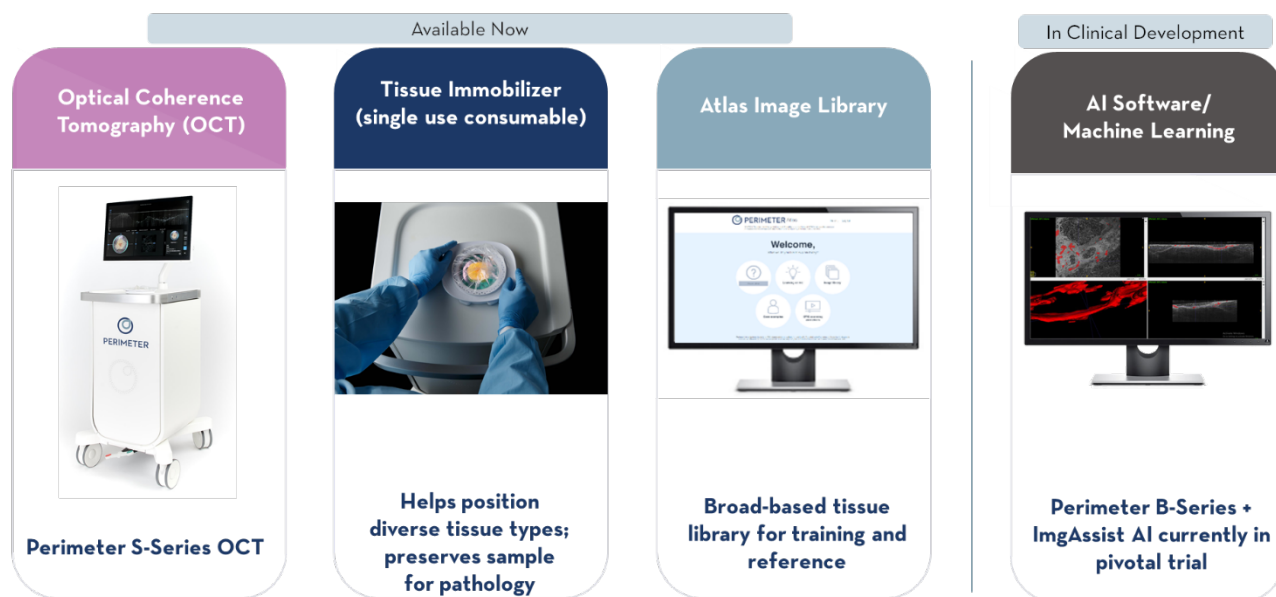 Available Now
In Clinical Development
Optical Coherence
Tomography (OCT)
Tissue Immobilizer
(single use consumable)
Atlas Image Library
AI Software/
Machine Learning
PERIMETER
PERIMETER
Welcome,
Perimeter S-Series OCT
Helps position
diverse tissue types;
preserves sample
for pathology
Broad-based tissue
library for training and
reference
Perimeter B-Series +
ImgAssist AI currently in
pivotal trial